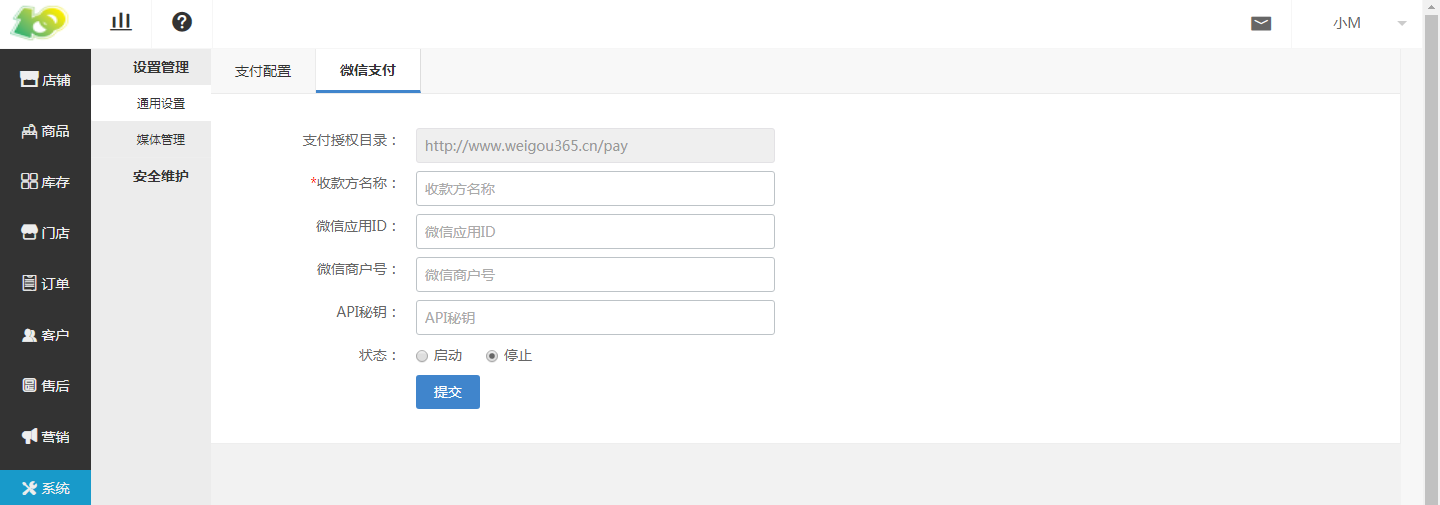 小M
店铺
商品
库存
门店
订单
客户
售后
营销
系统
设置管理
通用设置
媒体管理
安全维护
支付配置
微信支付
支付授权目录：
http://www.weigou365.cn/pay
*收款方名称：
收款方名称
微信应用ID：
微信应用ID
微信商户号：
微信商户号
API秘钥：
API秘钥
状态：
启动
停止
提交